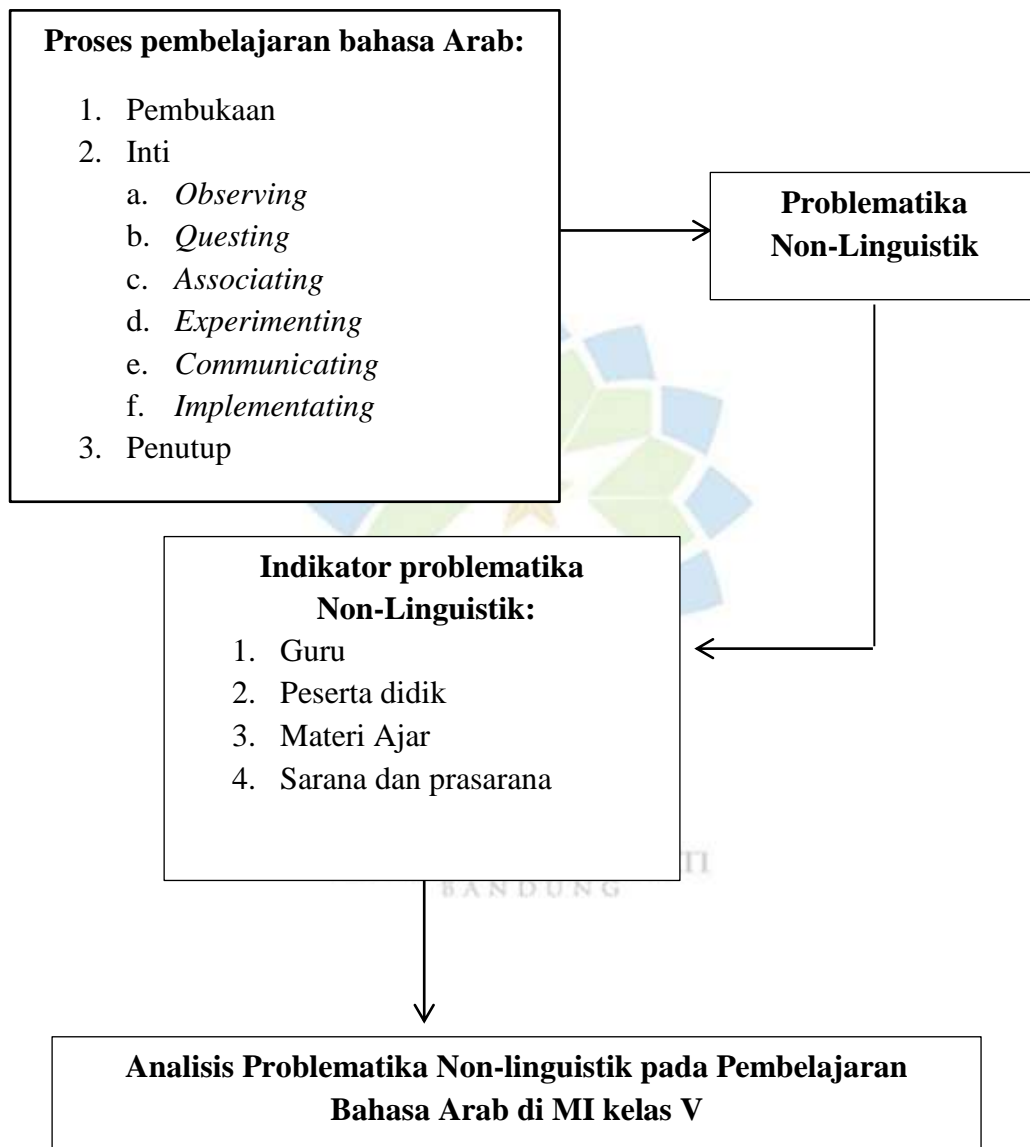 Proses pembelajaran bahasa Arab:
1. Pembukaan
2. Inti
a. Observing
b. Questing
c. Associating
d. Experimenting
e. Communicating
f. Implementating
3. Penutup
Problematika
Non-Linguistik
Indikator problematika
Non-Linguistik:
1. Guru
2. Peserta didik
3. Materi Ajar
4. Sarana dan prasarana
TI
BANDUNG
Analisis Problematika Non-linguistik pada Pembelajaran
Bahasa Arab di MI kelas V